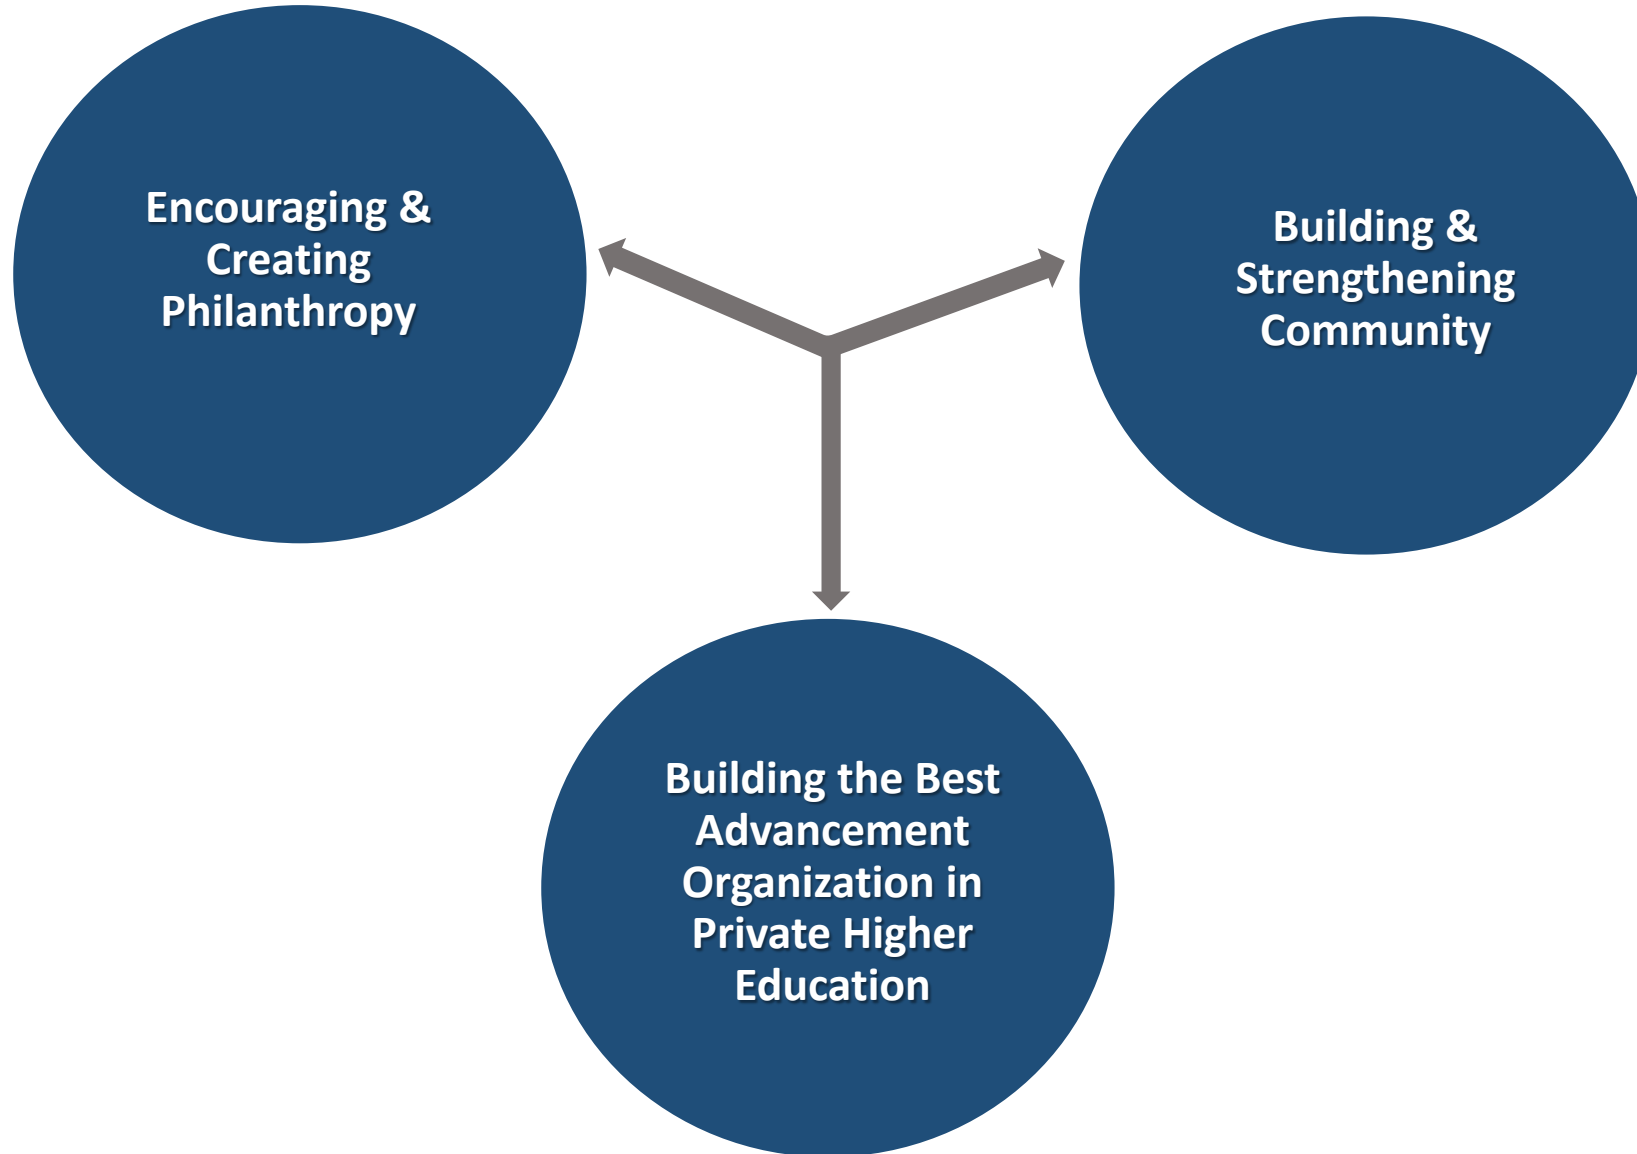 Encouraging &
Creating
Philanthropy
Building &
Strengthening
Community
Building the Best
Advancement
Organization in
Private Higher
Education